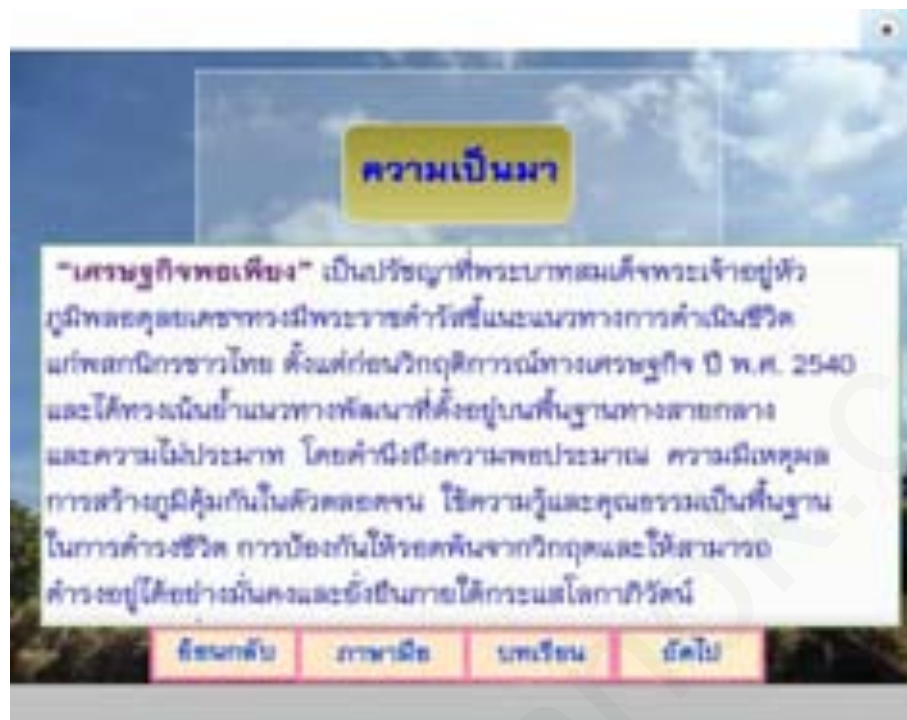 ความเป็นมา
"เศรษฐกิจพอเพียง" เป็นปรัชญาที่พระบาทสมเด็จพระเจ้าอยู่หัว
ภูมิพลอดุลยเดชฯทรงมีพระราชดำรัสชี้แนะแนวทางการดำเนินชีวิต
แก่พสกนิกรชาวไทย ตั้งแต่ก่อนวิกฤติการณ์ทางเศรษฐกิจ ปี พ.ศ. 2540
และได้ทรงเน้นย้ำแนวทางพัฒนาที่ตั้งอยู่บนพื้นฐานทางสายกลาง
และความไม่ประมาท โดยคำนึงถึงความพอประมาณ ความมีเหตุผล
การสร้างภูมิคุ้มกันในตัวตลอดจน ใช้ความรู้และคุณธรรมเป็นพื้นฐาน
ในการดำรงชีวิต การป้องกันให้รอดพ้นจากวิกฤตและให้สามารถ
ดำรงอยู่ได้อย่างมั่นคงและยั่งยืนภายใต้กระแสโลกาภิวัตน์
ย้อนกลับ ภาษามือ บทเรียน ถัดไป